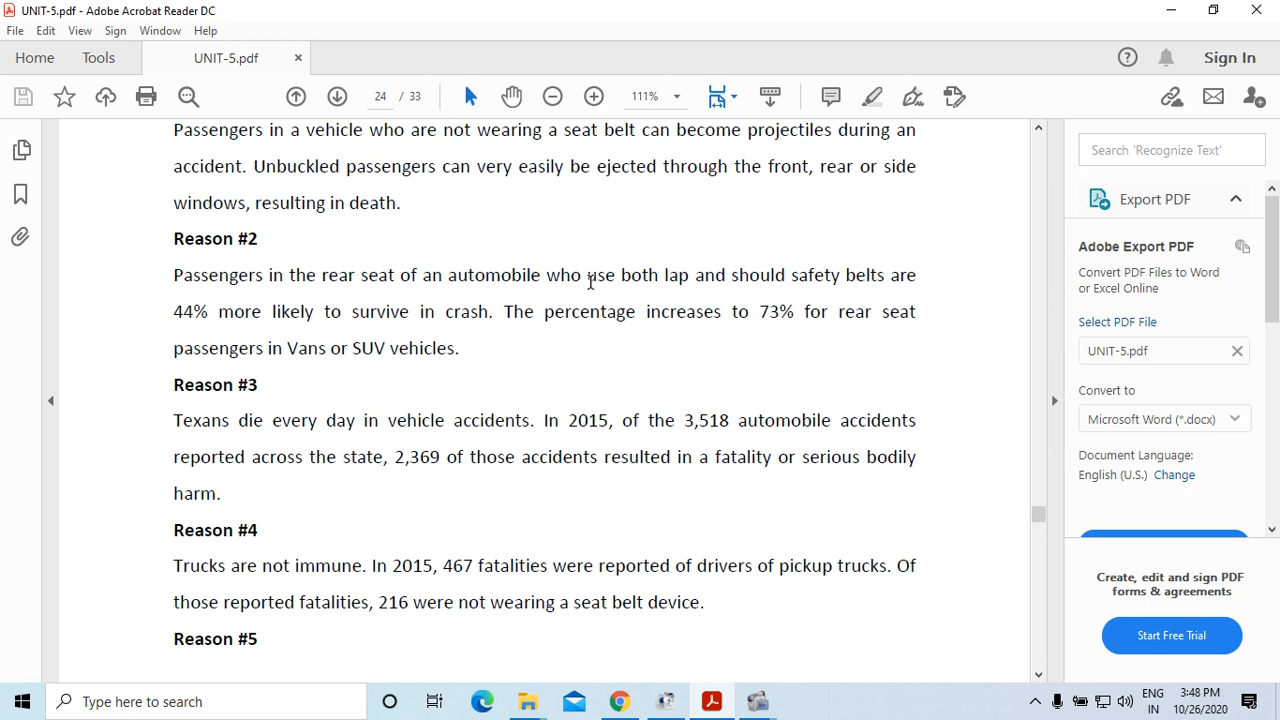 UNIT-5.pdf - Adobe Acrobat Reader DC
File Edit View Sign Window Help
Home Tools UNIT-5.pdf × Sign In
24 / 33 111%
Passengers in a vehicle who are not wearing a seat belt can become projectiles during an
accident. Unbuckled passengers can very easily be ejected through the front, rear or side
windows, resulting in death.
Reason #2
Passengers in the rear seat of an automobile who use both lap and should safety belts are
44% more likely to survive in crash. The percentage increases to 73% for rear seat
passengers in Vans or SUV vehicles.
Reason #3
Texans die every day in vehicle accidents. In 2015, of the 3,518 automobile accidents
reported across the state, 2,369 of those accidents resulted in a fatality or serious bodily
harm.
Reason #4
Trucks are not immune. In 2015, 467 fatalities were reported of drivers of pickup trucks. Of
those reported fatalities, 216 were not wearing a seat belt device.
Reason #5
Search 'Recognize Text'
Export PDF
Adobe Export PDF
Convert PDF Files to Word
or Excel Online
Select PDF File
UNIT-5.pdf
Convert to
Microsoft Word (*.docx)
Document Language:
English (U.S.) Change
Create, edit and sign PDF
forms & agreements
Start Free Trial
Type here to search
ENG
IN
3:48 PM
10/26/2020